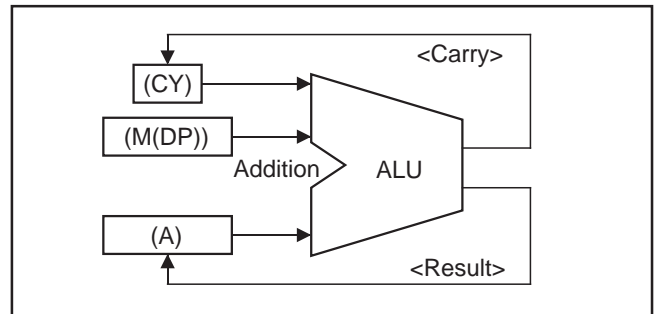 <Carry>
(CY)
(M(DP))
Addition
ALU
(A)
<Result>